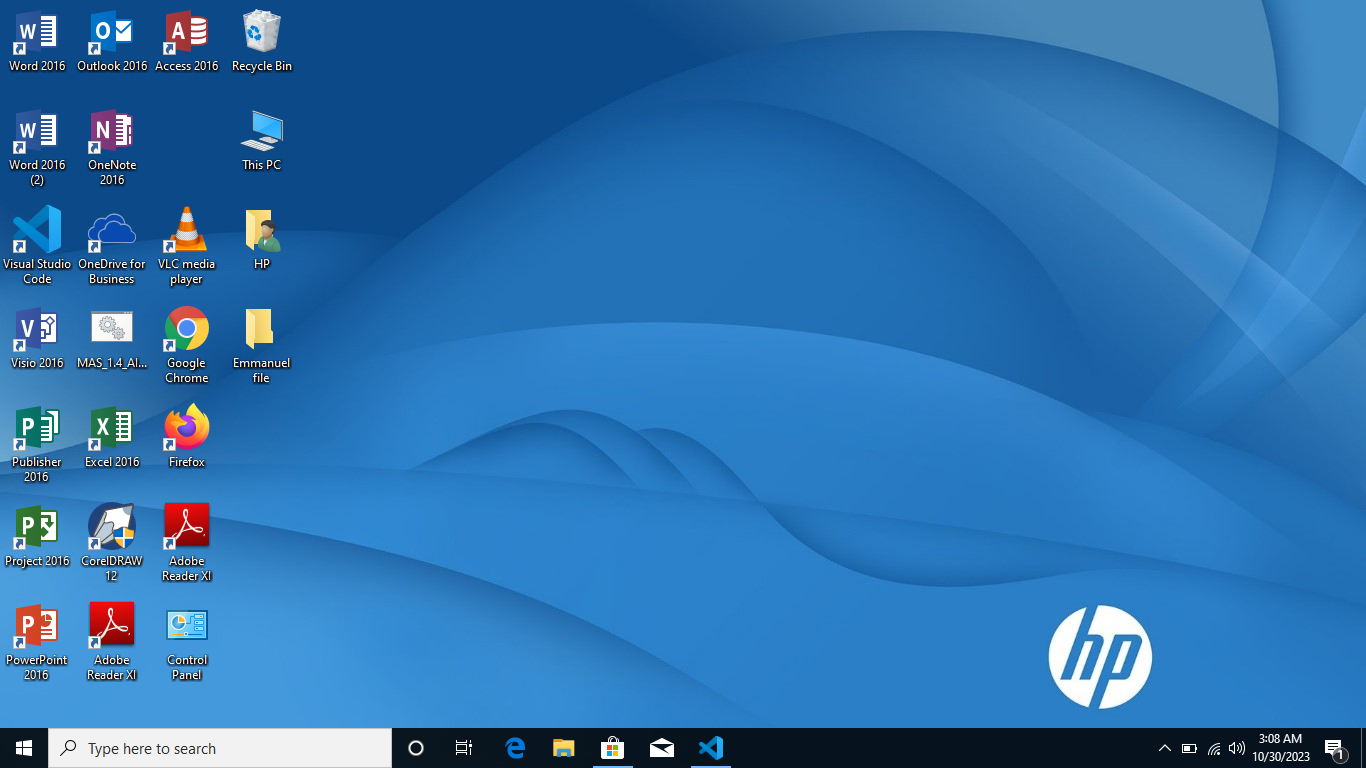 Word 2016
Outlook 2016
Access 2016
Recycle Bin
Word 2016
(2)
OneNote
2016
This PC
Visual Studio
Code
OneDrive for
Business
VLC media
player
HP
Visio 2016
MAS_1.4_AI...
Google
Chrome
Emmanuel
file
Publisher
2016
Excel 2016
Firefox
Project 2016
CorelDRAW
12
Adobe
Reader XI
PowerPoint
2016
Adobe
Reader XI
Control
Panel
hp
Type here to search
3:08 AM
10/30/2023
1